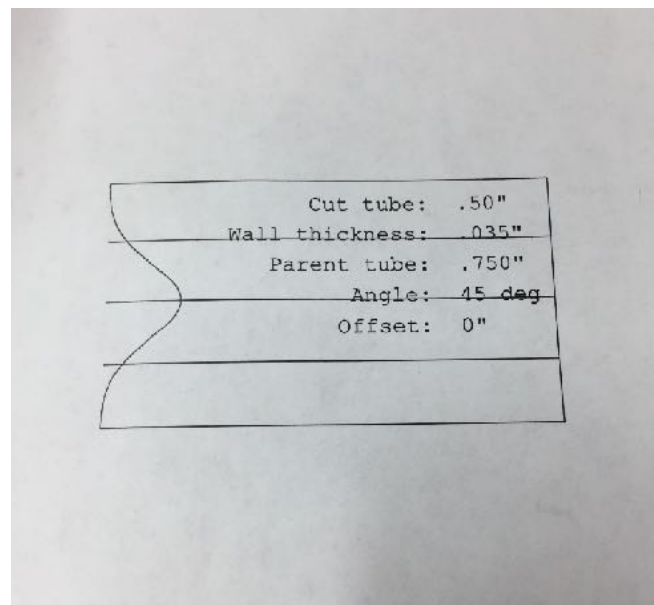 Cut tube: .50"
Wall thickness: .035"
Parent tube: .750"
Angle: 45 deg
Offset: 0"